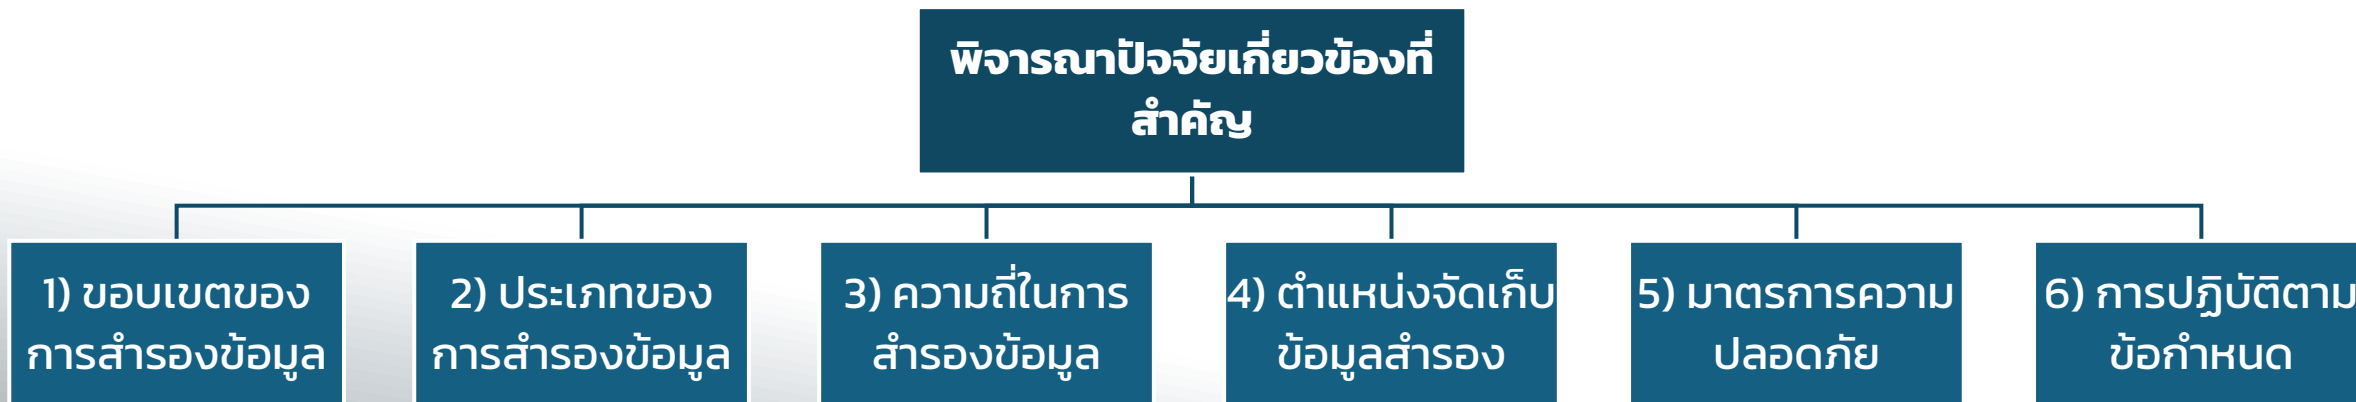 พิจารณาปัจจัยเกี่ยวข้องที่
สำคัญ
1) ขอบเขตของ
การสำรองข้อมูล
2) ประเภทของ
การสำรองข้อมูล
3) ความถี่ในการ
สำรองข้อมูล
4) ตำแหน่งจัดเก็บ
ข้อมูลสำรอง
5) มาตรการความ
ปลอดภัย
6) การปฏิบัติตาม
ข้อกำหนด